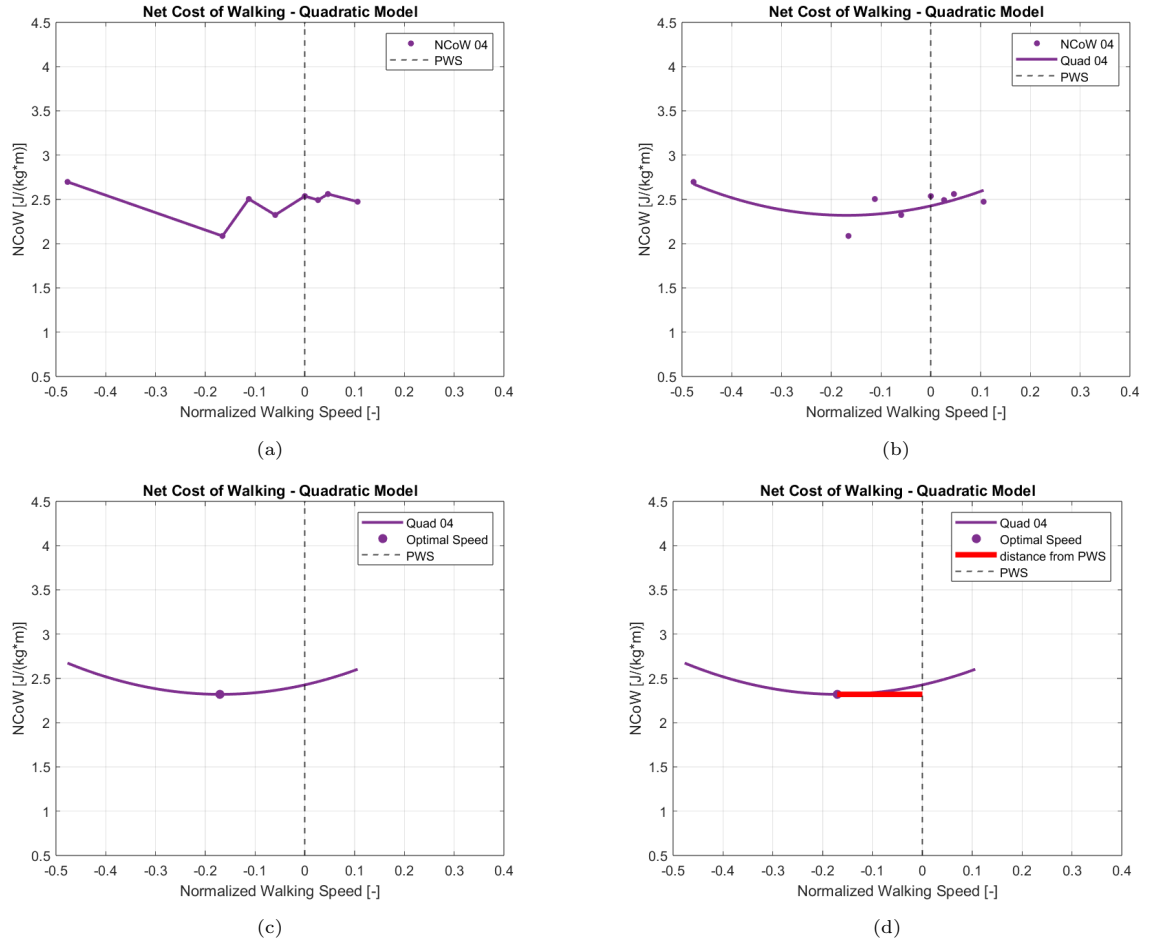 Net Cost of Walking - Quadratic Model
4.5
4
3.5
3
2.5
2
1.5
1
0.5
NCoW [J/(kg*m)]
NCoW 04
PWS
-0.5 -0.4 -0.3 -0.2 -0.1 0 0.1 0.2 0.3 0.4
Normalized Walking Speed [-]
(a)
Net Cost of Walking - Quadratic Model
4.5
4
3.5
3
2.5
2
1.5
1
0.5
NCoW [J/(kg*m)]
NCoW 04
Quad 04
PWS
-0.5 -0.4 -0.3 -0.2 -0.1 0 0.1 0.2 0.3 0.4
Normalized Walking Speed [-]
(b)
Net Cost of Walking - Quadratic Model
4.5
4
3.5
3
2.5
2
1.5
1
0.5
NCoW [J/(kg*m)]
Quad 04
Optimal Speed
PWS
-0.5 -0.4 -0.3 -0.2 -0.1 0 0.1 0.2 0.3 0.4
Normalized Walking Speed [-]
(c)
Net Cost of Walking - Quadratic Model
4.5
4
3.5
3
2.5
2
1.5
1
0.5
NCoW [J/(kg*m)]
Quad 04
Optimal Speed
distance from PWS
PWS
-0.5 -0.4 -0.3 -0.2 -0.1 0 0.1 0.2 0.3 0.4
Normalized Walking Speed [-]
(d)